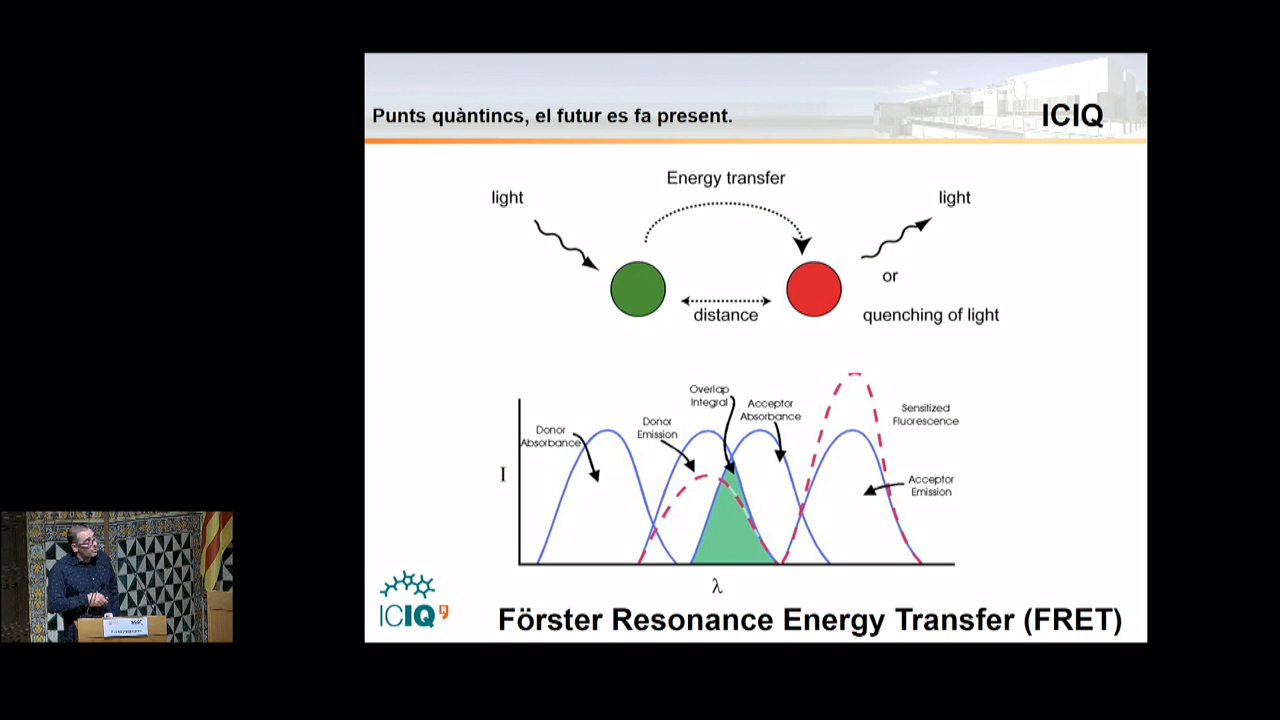 Punts quàntincs, el futur es fa present.
ICIQ
Energy transfer
light
light
or
distance
quenching of light
Overlap
Integral
Acceptor
Absorbance
Donor
Emission
Donor
Absorbance
Sensitized
Fluorescence
I
Acceptor
Emission
λ
ICIQ
Förster Resonance Energy Transfer (FRET)